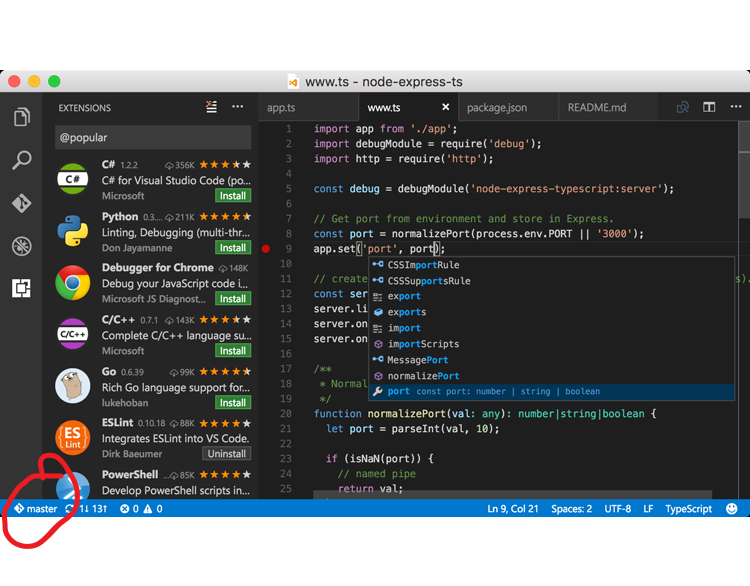 www.ts - node-express-ts
EXTENSIONS
@popular
C# 1.2.2 356K
C# for Visual Studio Code (po...
Microsoft Install
Python 0.3.... 211K
Linting, Debugging (multi-thr...
Don Jayamanne Install
Debugger for Chrome 148K
Debug your JavaScript code i...
Microsoft JS Diagnost... Install
C/C++ 0.7.1 143K
Complete C/C++ language su...
Microsoft Install
Go 0.6.39 99K
Rich Go language support for...
lukehoban Install
ESLint 0.10.18 88K
Integrates ESLint into VS Code.
Dirk Baeumer Uninstall
PowerShell ... 85K
Develop PowerShell scripts in...
C#
C/C++
ES
Lint
app.ts www.ts package.json README.md
1 import app from './app';
2 import debugModule = require('debug');
3 import http = require('http');
4
5 const debug = debugModule('node-express-typescript:server');
6
7 // Get port from environment and store in Express.
8 const port = normalizePort(process.env.PORT || '3000');
9 app.set('port', port);
10
11 // create s).
12 const ser
13 server.li
14 server.on
15 server.on
16
17 /**
18 * Normal
19 */
20 function normalizePort(val: any): number|string|boolean {
21 let port = parseInt(val, 10);
22
23 if (isNaN(port)) {
24 // named pipe
25 return val;
CSSImportRule
CSSSupportsRule
export
exports
import
importScripts
MessagePort
normalizePort
port const port: number | string | boolean
master 1↓ 13↑ 0 0 Ln 9, Col 21 Spaces: 2 UTF-8 LF TypeScript